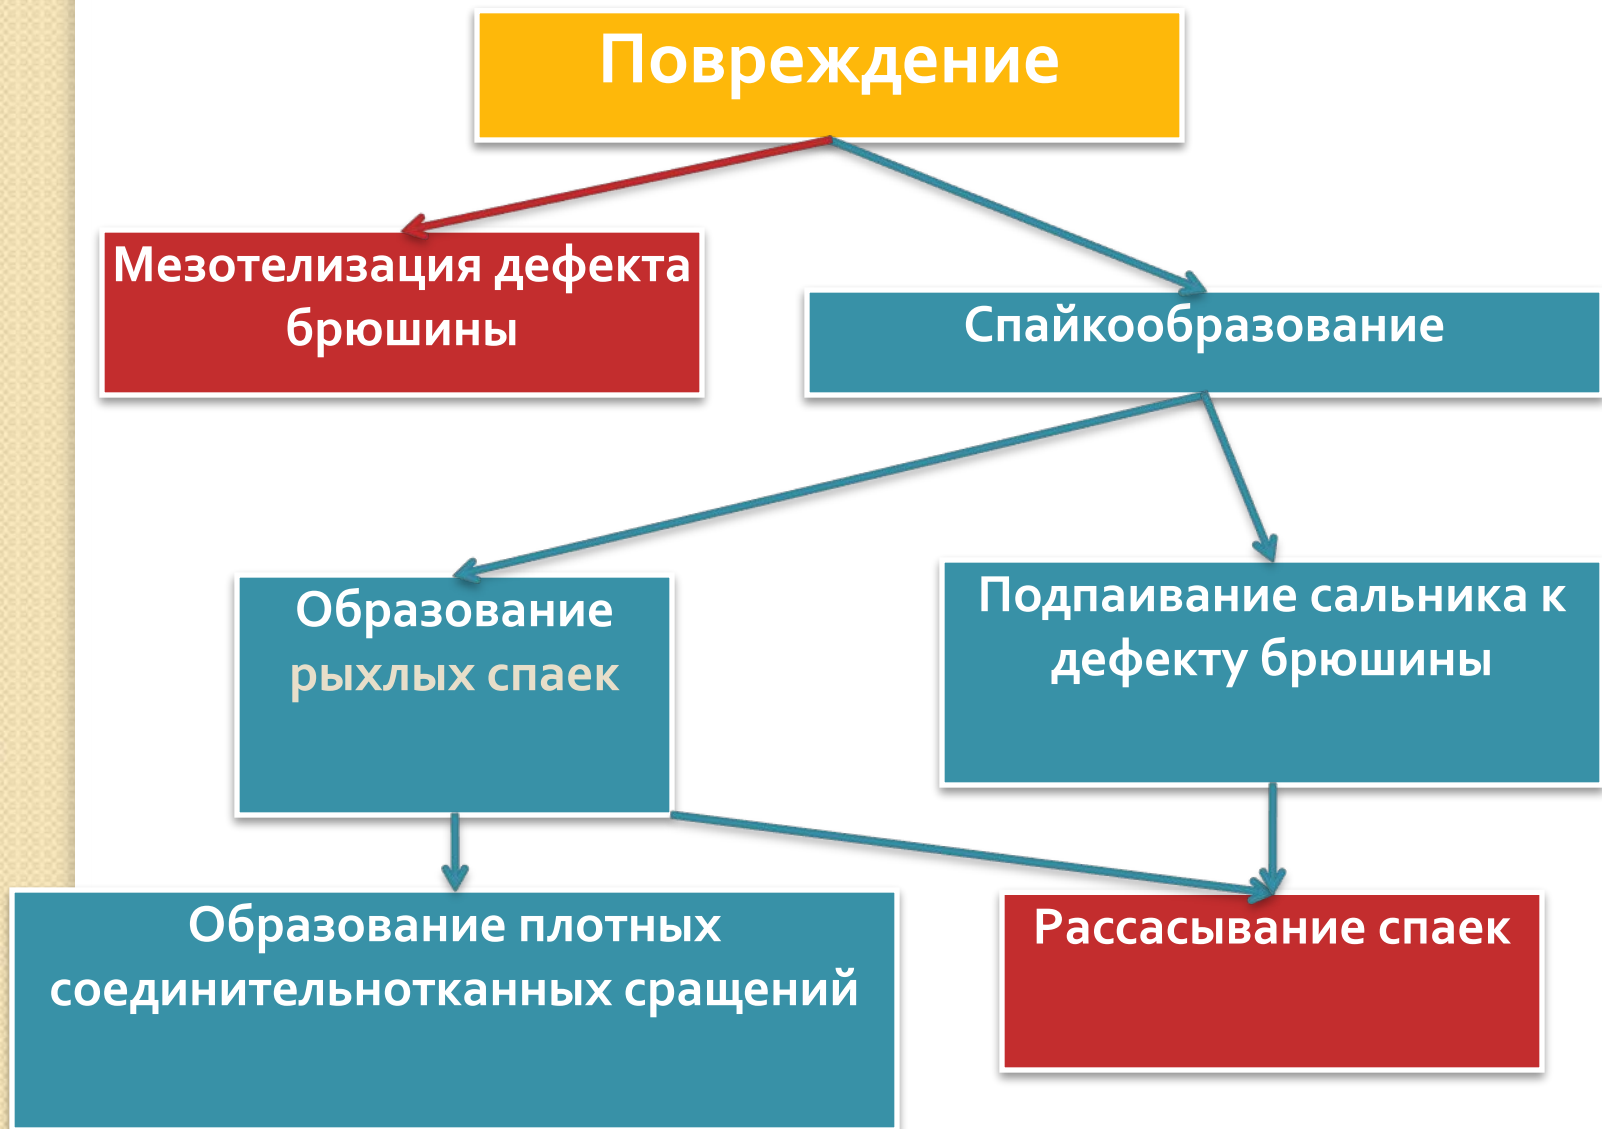 Повреждение
Мезотелизация дефекта
брюшины
Спайкообразование
Образование
рыхлых спаек
Подпаивание сальника к
дефекту брюшины
Образование плотных
соединительнотканных сращений
Рассасывание спаек